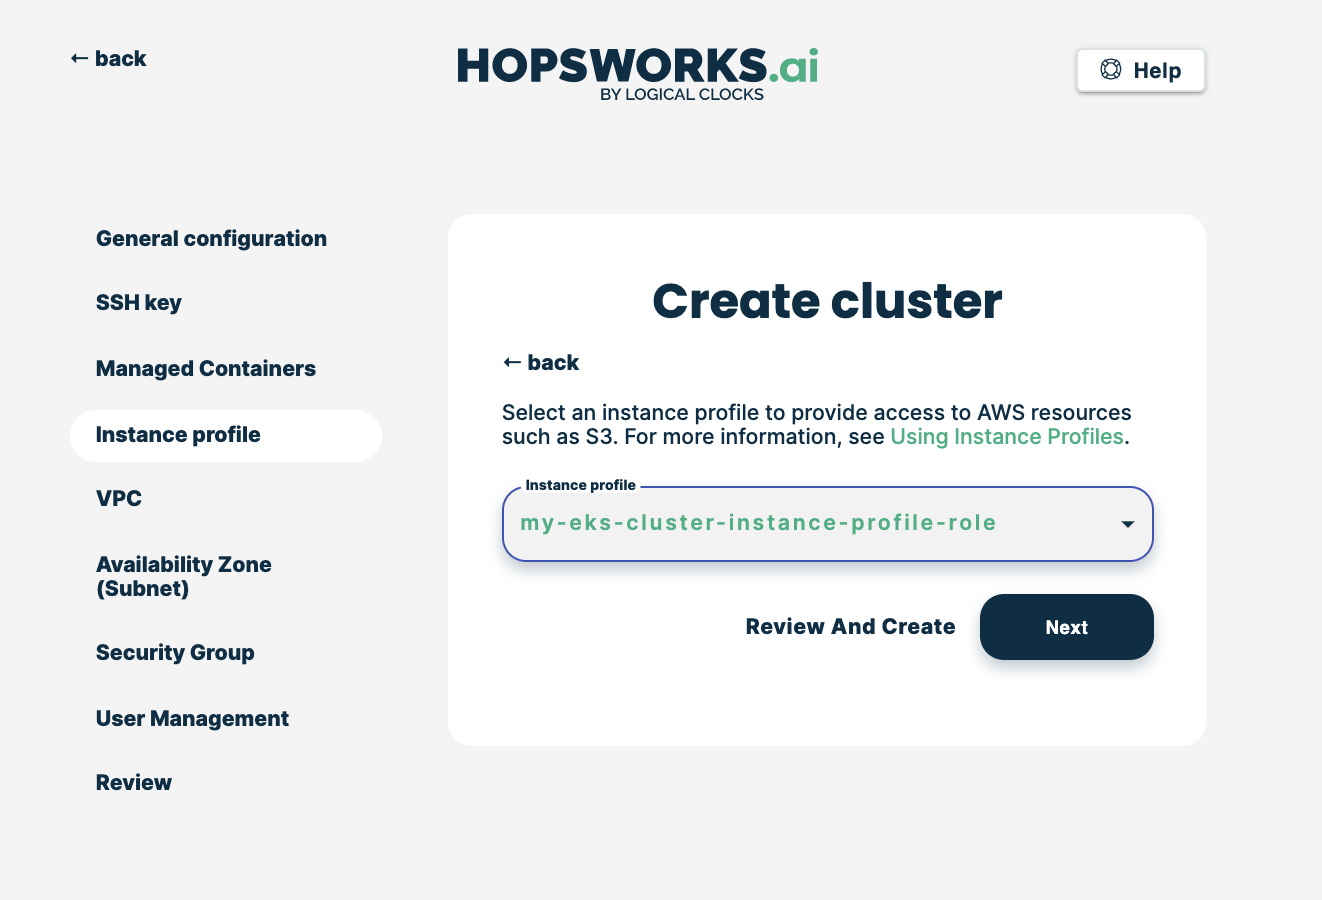 ← back
HOPSWORKS.ai
BY LOGICAL CLOCKS
Help
General configuration
SSH key
Managed Containers
Instance profile
VPC
Availability Zone
(Subnet)
Security Group
User Management
Review
Create cluster
← back
Select an instance profile to provide access to AWS resources
such as S3. For more information, see Using Instance Profiles.
Instance profile
my-eks-cluster-instance-profile-role
Review And Create
Next